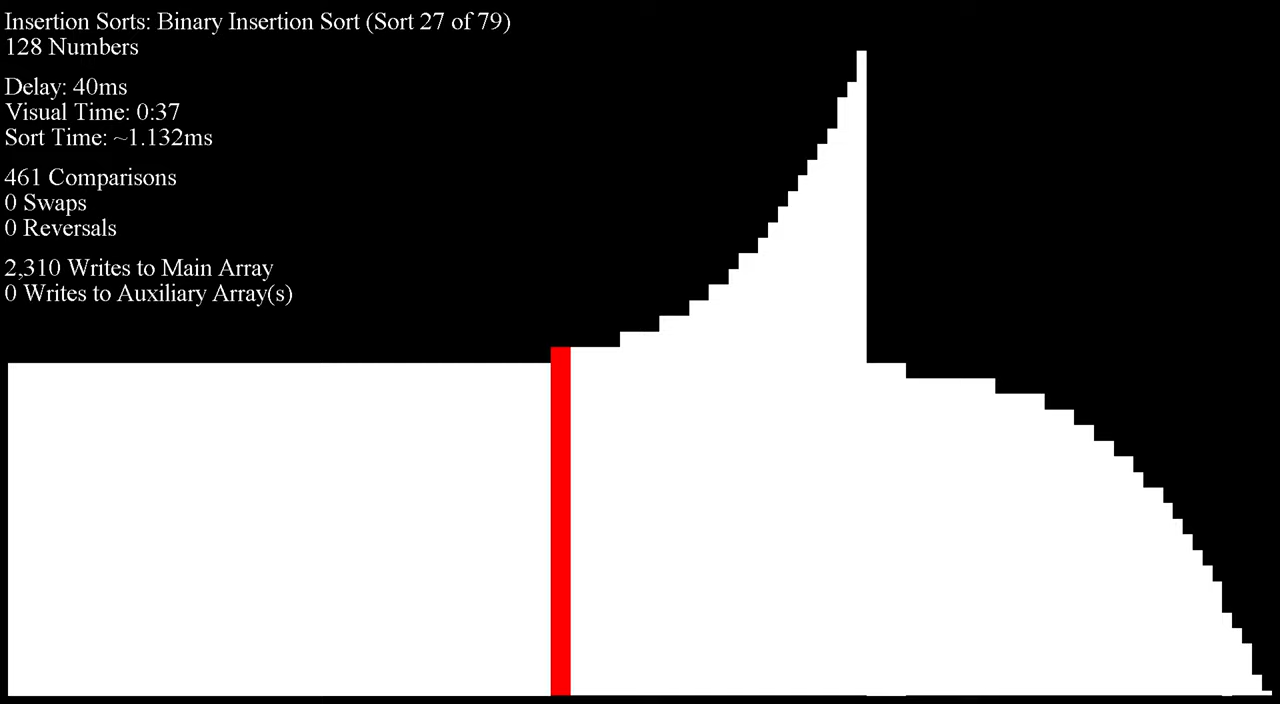 Insertion Sorts: Binary Insertion Sort (Sort 27 of 79)
128 Numbers
Delay: 40ms
Visual Time: 0:37
Sort Time: ~1.132ms
461 Comparisons
0 Swaps
0 Reversals
2,310 Writes to Main Array
0 Writes to Auxiliary Array(s)